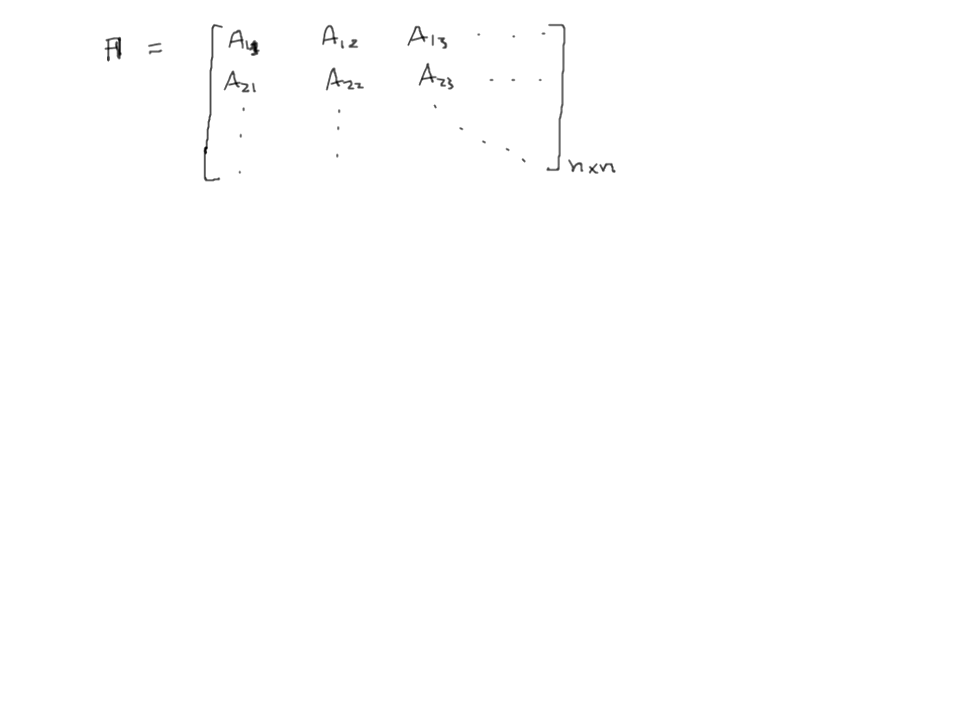 A = [ A₁₁ A₁₂ A₁₃ . . .
A₂₁ A₂₂ A₂₃ . . .
. . .
. . .
. . . . ] n×n